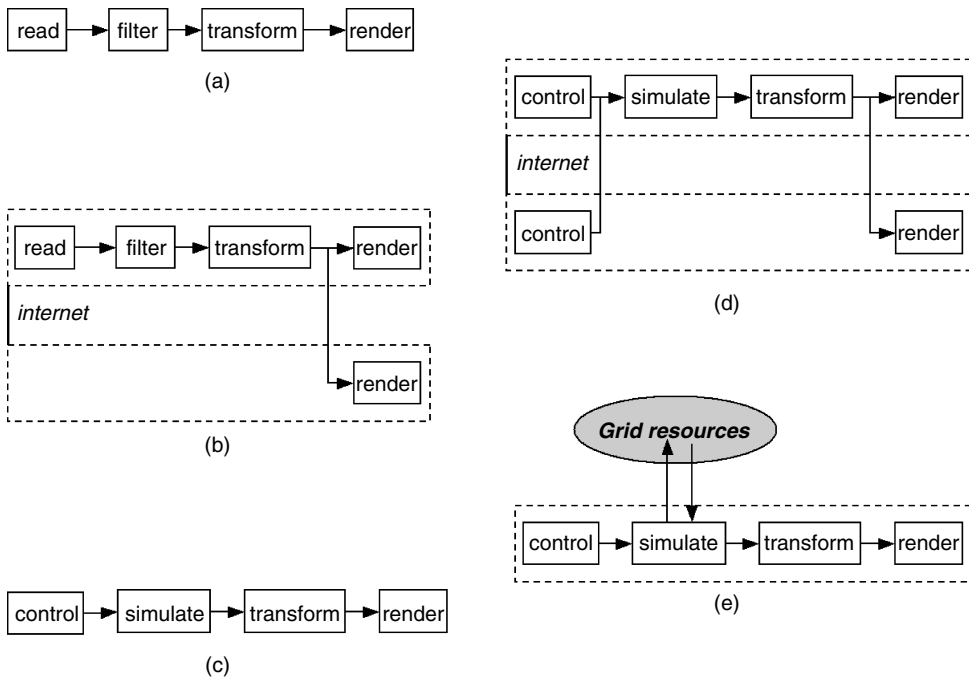 read filter transform render
(a)
read filter transform render
internet
render
(b)
control simulate transform render
(c)
control simulate transform render
internet
control render
(d)
Grid resources
control simulate transform render
(e)